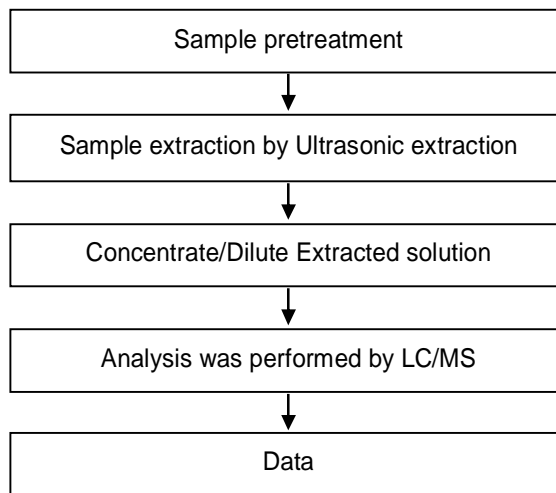 Sample pretreatment
Sample extraction by Ultrasonic extraction
Concentrate/Dilute Extracted solution
Analysis was performed by LC/MS
Data